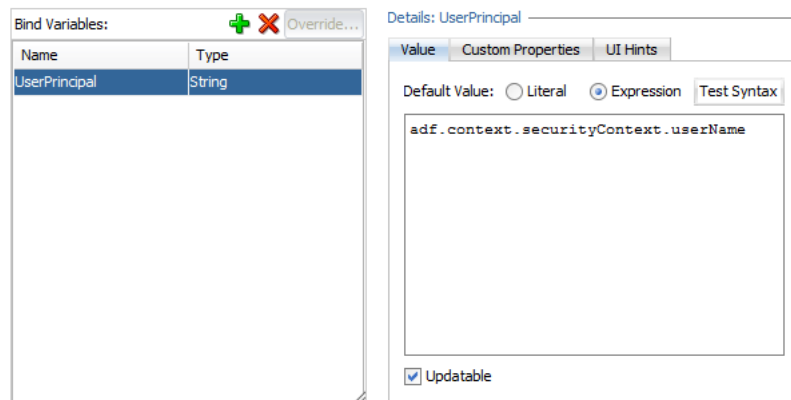 Bind Variables:
Override...
Name Type
UserPrincipal String
Details: UserPrincipal
Value Custom Properties UI Hints
Default Value: Literal Expression Test Syntax
adf.context.securityContext.userName
Updatable